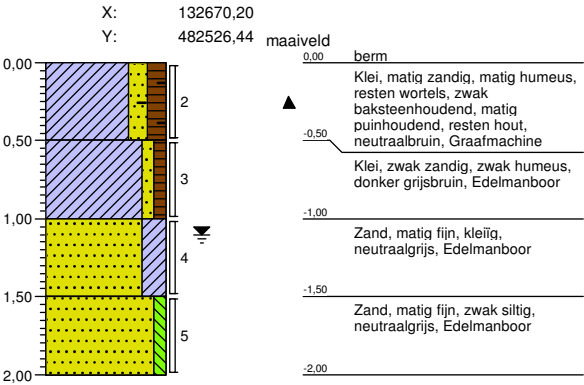 X: 132670,20
Y: 482526,44
maaiveld
0,00
0,50
1,00
1,50
2,00
2
3
4
5
0,00 berm
Klei, matig zandig, matig humeus,
resten wortels, zwak
baksteenhoudend, matig
puinhoudend, resten hout,
neutraalbruin, Graafmachine
-0,50
Klei, zwak zandig, zwak humeus,
donker grijsbruin, Edelmanboor
-1,00
Zand, matig fijn, kleiïg,
neutraalgrijs, Edelmanboor
-1,50
Zand, matig fijn, zwak siltig,
neutraalgrijs, Edelmanboor
-2,00